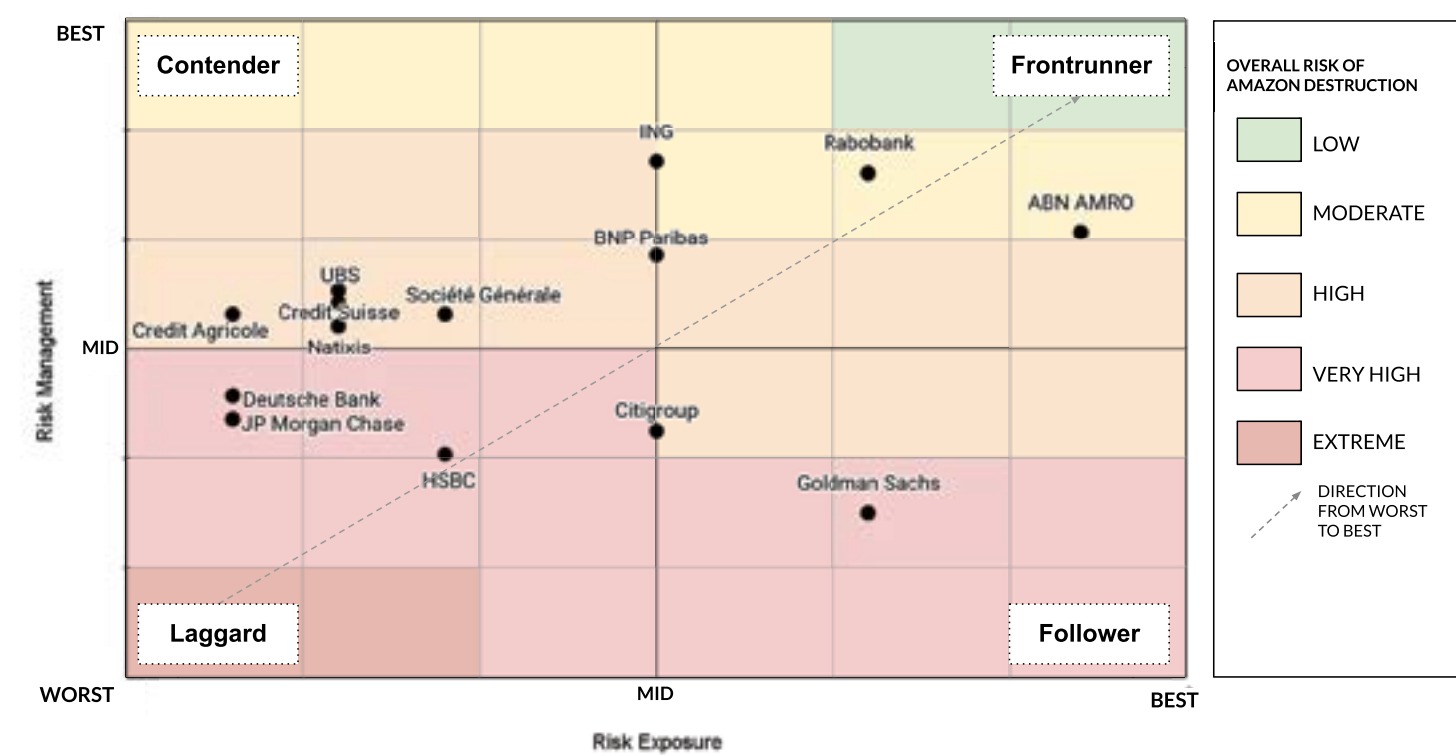 BEST
Contender
Frontrunner
ING
Rabobank
ABN AMRO
BNP Paribas
UBS
Société Générale
Credit Suisse
Credit Agricole
Natixis
MID
Risk Management
Deutsche Bank
JP Morgan Chase
Citigroup
HSBC
Goldman Sachs
Laggard
Follower
WORST
MID
BEST
Risk Exposure
OVERALL RISK OF
AMAZON DESTRUCTION
LOW
MODERATE
HIGH
VERY HIGH
EXTREME
DIRECTION
FROM WORST
TO BEST